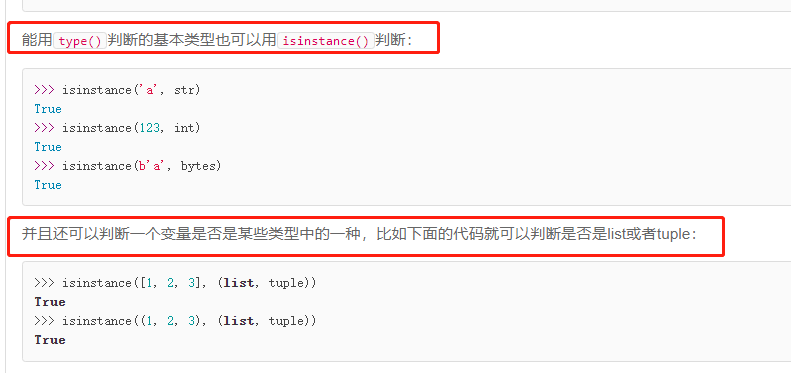 能用type()判断的基本类型也可以用isinstance()判断：
>>> isinstance('a', str)
True
>>> isinstance(123, int)
True
>>> isinstance(b'a', bytes)
True
并且还可以判断一个变量是否是某些类型中的一种，比如下面的代码就可以判断是否是list或者tuple：
>>> isinstance([1, 2, 3], (list, tuple))
True
>>> isinstance((1, 2, 3), (list, tuple))
True